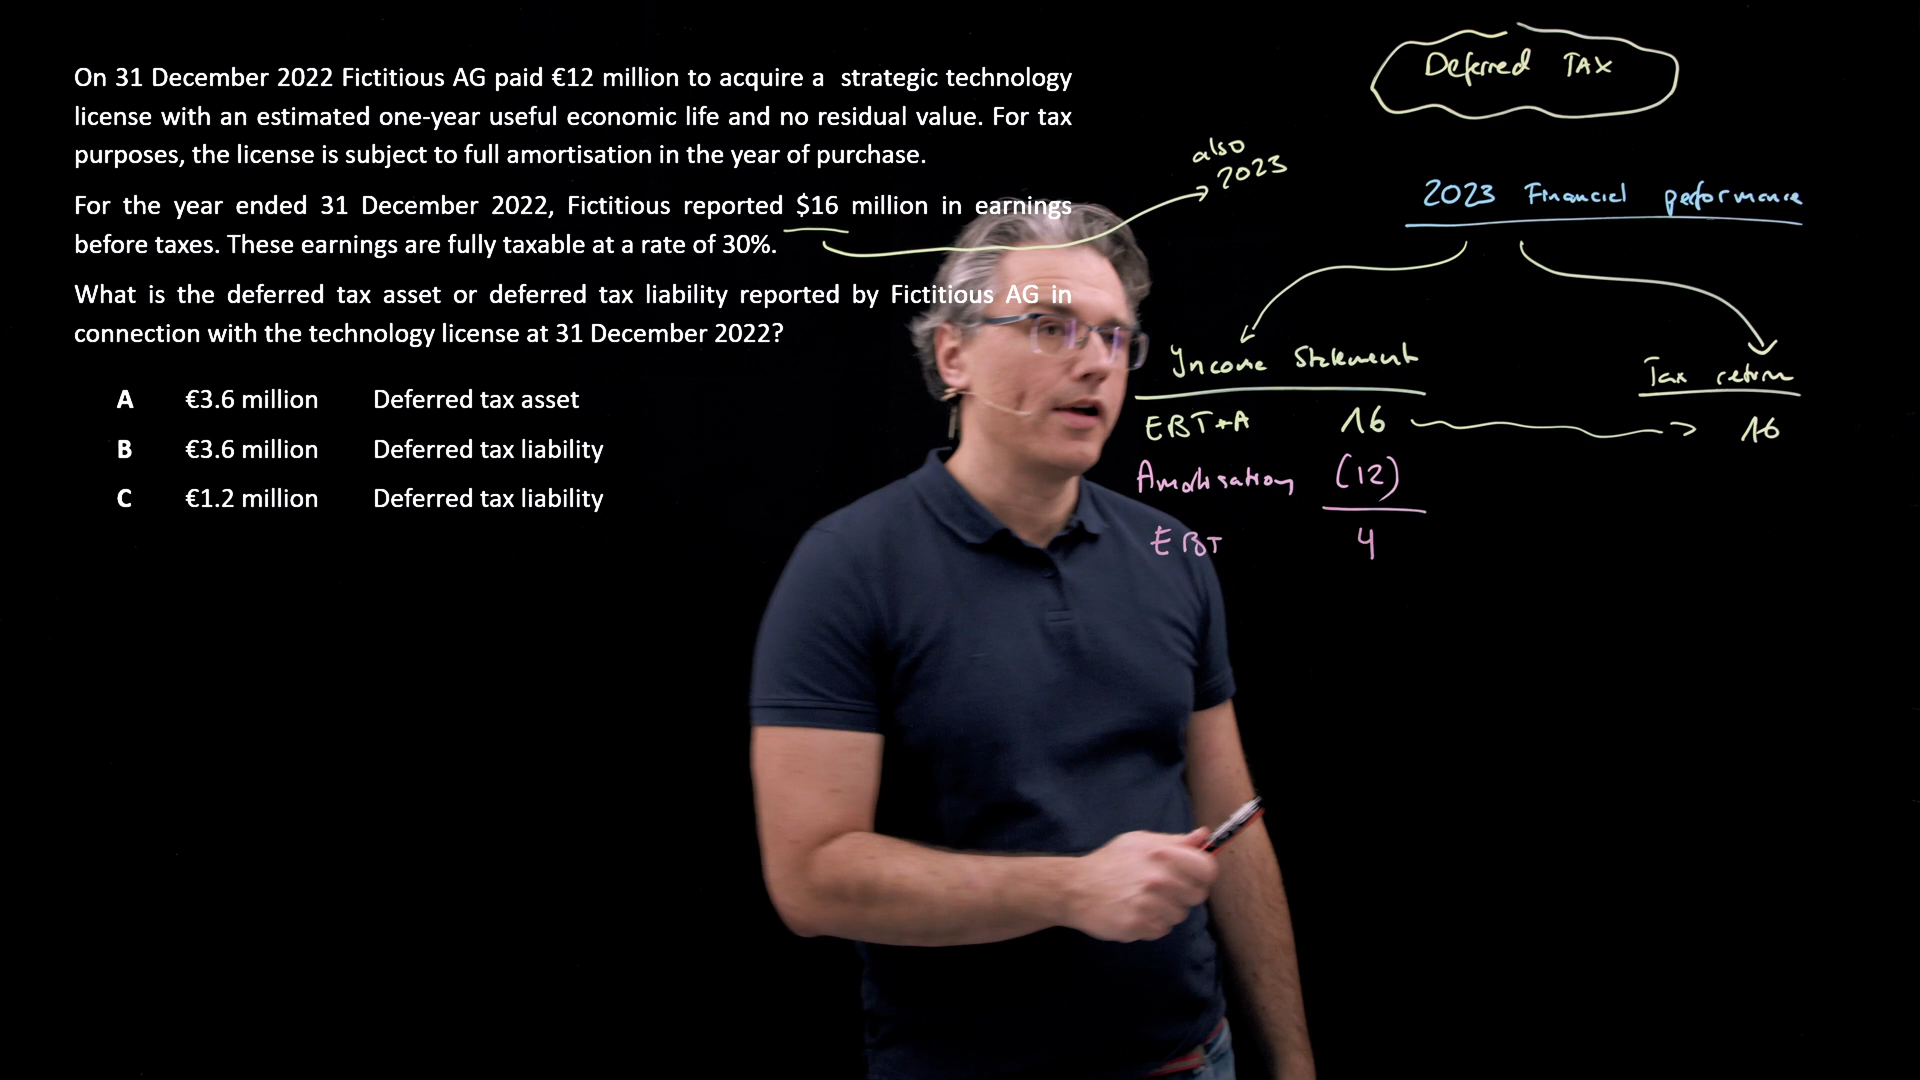 On 31 December 2022 Fictitious AG paid €12 million to acquire a strategic technology
license with an estimated one-year useful economic life and no residual value. For tax
purposes, the license is subject to full amortisation in the year of purchase.
For the year ended 31 December 2022, Fictitious reported $16 million in earnings
before taxes. These earnings are fully taxable at a rate of 30%.
What is the deferred tax asset or deferred tax liability reported by Fictitious AG in
connection with the technology license at 31 December 2022?
A €3.6 million Deferred tax asset
B €3.6 million Deferred tax liability
C €1.2 million Deferred tax liability
Deferred TAX
also
2023
2023 Financial performance
Income Statement
Tax return
EBT+A 16
16
Amortisation (12)
EBT 4